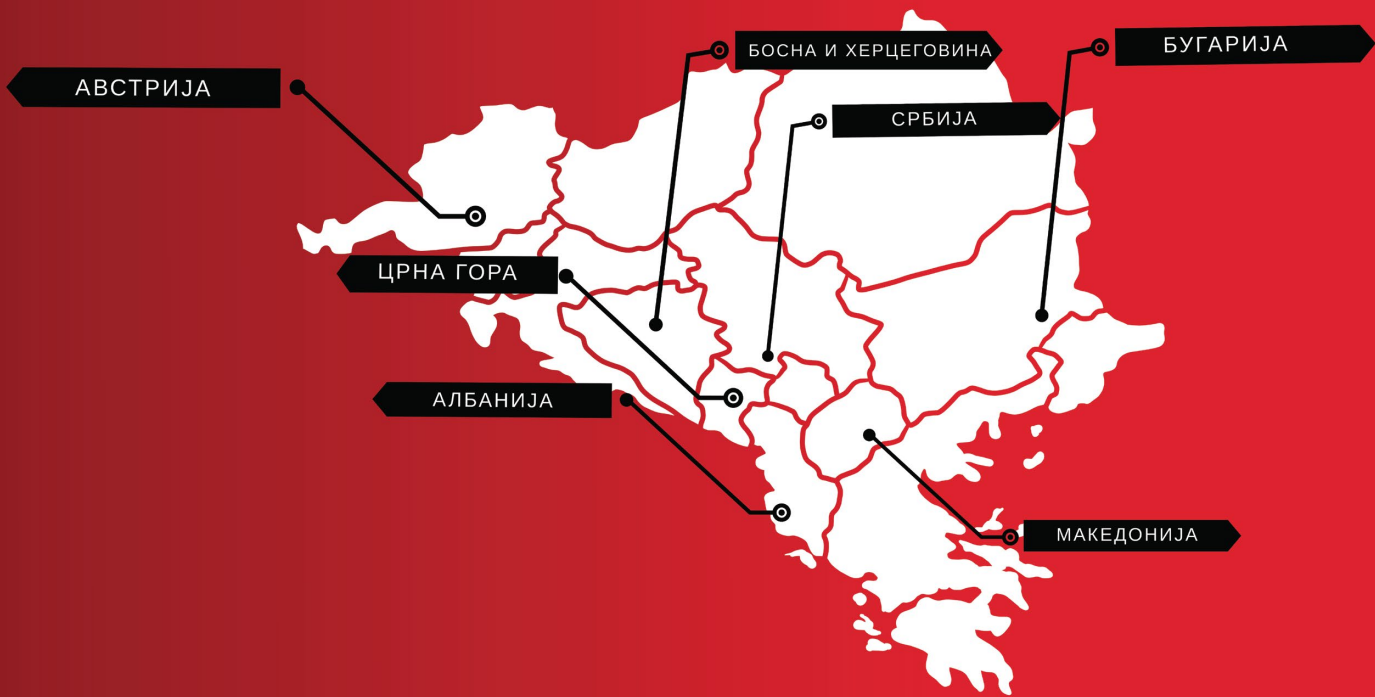 БОСНА И ХЕРЦЕГОВИНА
БУГАРИЈА
АВСТРИЈА
СРБИЈА
ЦРНА ГОРА
АЛБАНИЈА
МАКЕДОНИЈА